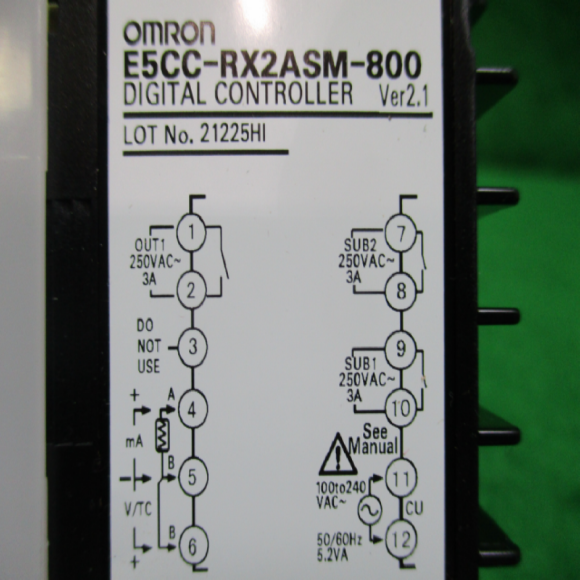 OMRON
E5CC-RX2ASM-800
DIGITAL CONTROLLER Ver2.1
LOT No. 21225HI
1
OUT1
250VAC~
3A
2
DO
NOT
USE
3
+
A
4
mA
B
5
−
V/TC
B
6
+
7
SUB2
250VAC~
3A
8
9
SUB1
250VAC~
3A
10
See
Manual
11
100to240
VAC~
CU
50/60Hz
5.2VA
12